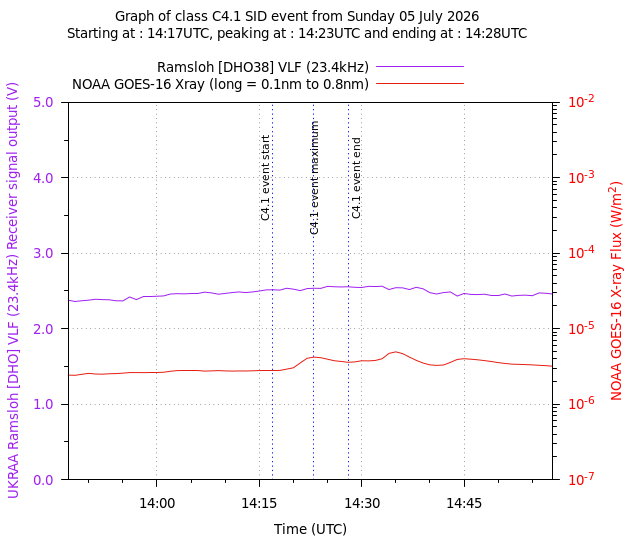 Graph of class C4.1 SID event from Sunday 05 July 2026
Starting at : 14:17UTC, peaking at : 14:23UTC and ending at : 14:28UTC
Ramsloh [DHO38] VLF (23.4kHz)
NOAA GOES-16 Xray (long = 0.1nm to 0.8nm)
UKRAA Ramsloh [DHO] VLF (23.4kHz) Receiver signal output (V)
5.0
4.0
3.0
2.0
1.0
0.0
C4.1 event start
C4.1 event maximum
C4.1 event end
10-2
10-3
10-4
10-5
10-6
10-7
NOAA GOES-16 X-ray Flux (W/m2)
14:00 14:15 14:30 14:45
Time (UTC)